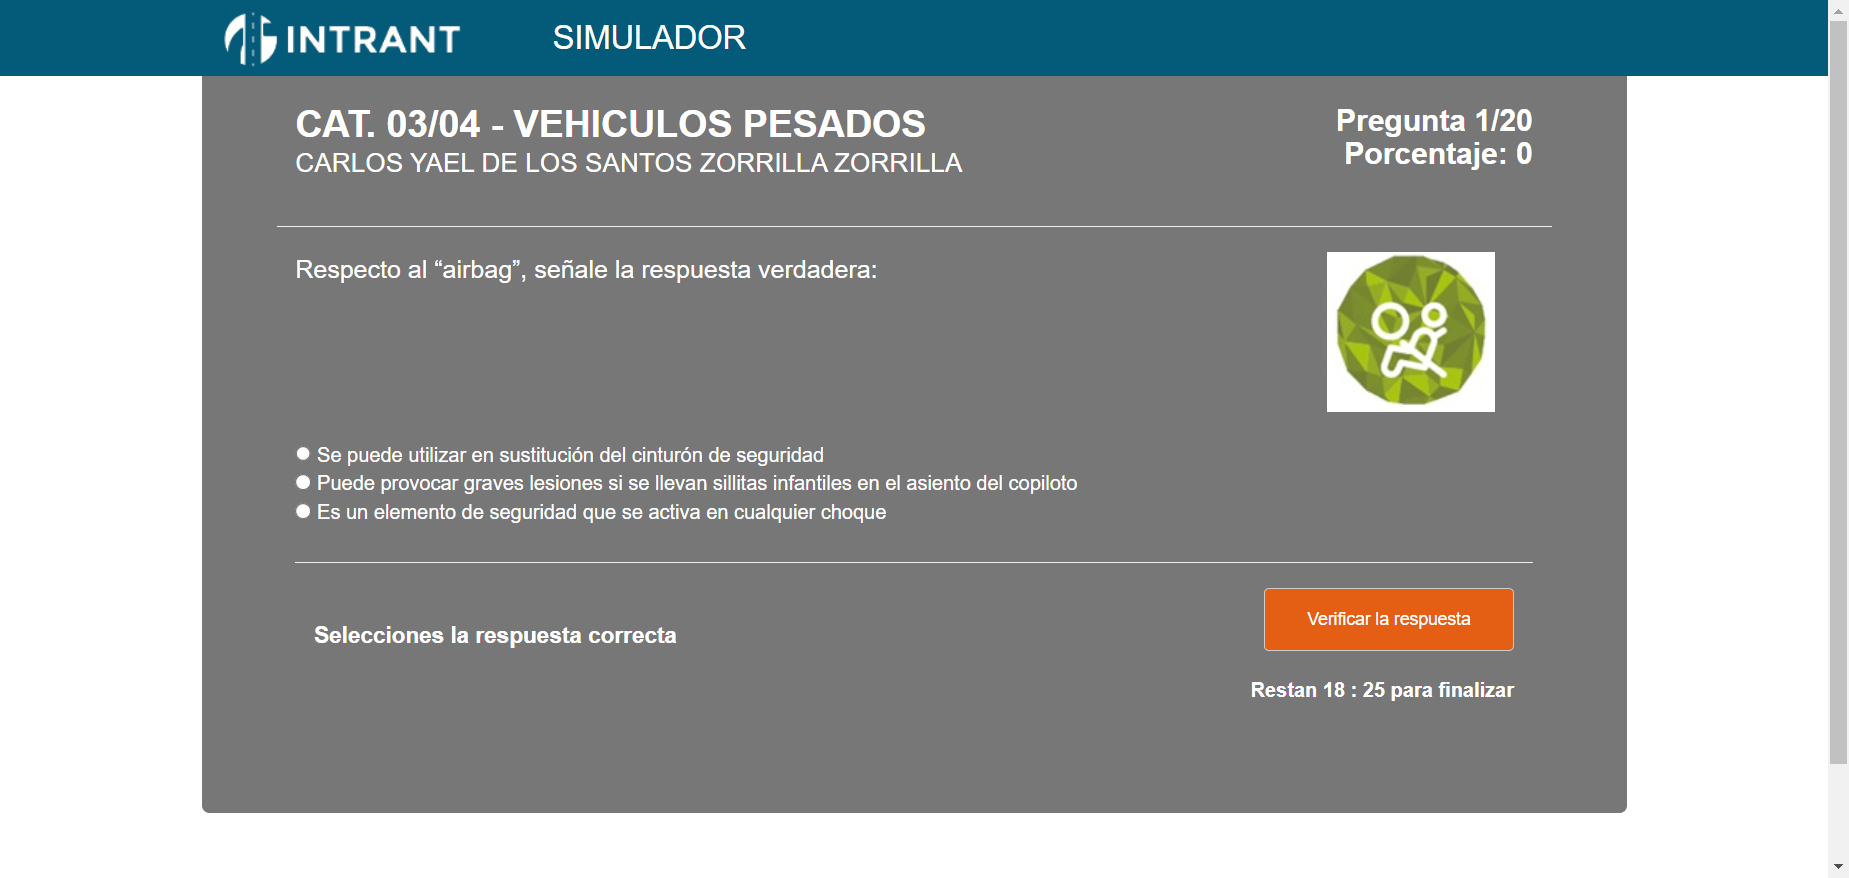 INTRANT
SIMULADOR
CAT. 03/04 - VEHICULOS PESADOS
CARLOS YAEL DE LOS SANTOS ZORRILLA ZORRILLA
Pregunta 1/20
Porcentaje: 0
Respecto al “airbag”, señale la respuesta verdadera:
Se puede utilizar en sustitución del cinturón de seguridad
Puede provocar graves lesiones si se llevan sillitas infantiles en el asiento del copiloto
Es un elemento de seguridad que se activa en cualquier choque
Selecciones la respuesta correcta
Verificar la respuesta
Restan 18 : 25 para finalizar